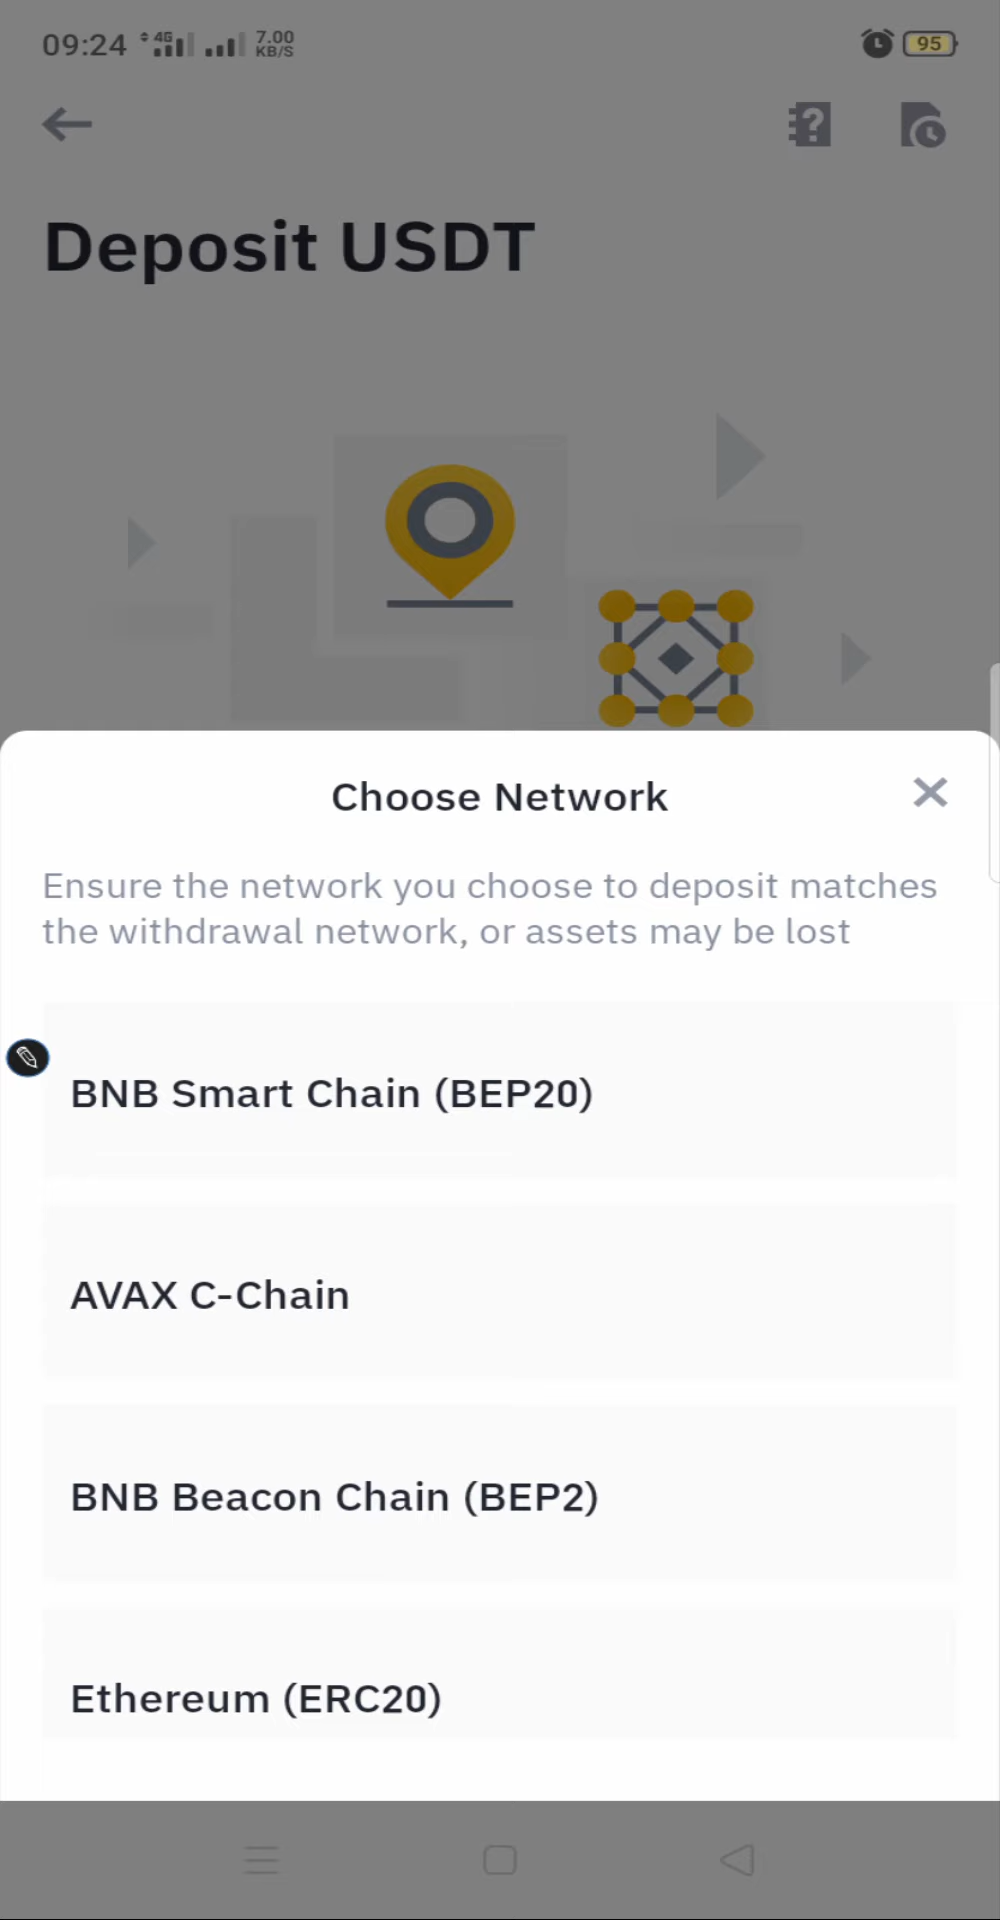 09:24 4G 7.00 KB/S 95
Deposit USDT
Choose Network
Ensure the network you choose to deposit matches
the withdrawal network, or assets may be lost
BNB Smart Chain (BEP20)
AVAX C-Chain
BNB Beacon Chain (BEP2)
Ethereum (ERC20)